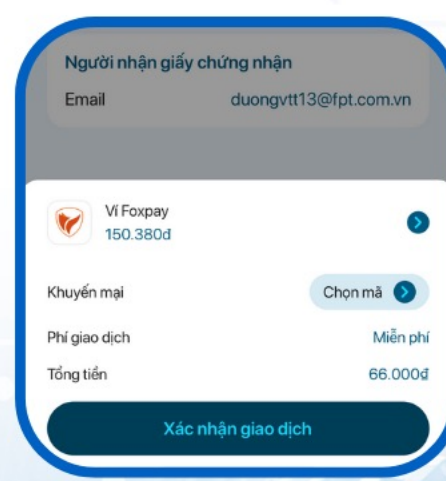 Người nhận giấy chứng nhận
Email duongvtt13@fpt.com.vn
Ví Foxpay
150.380đ
Khuyến mại Chọn mã
Phí giao dịch Miễn phí
Tổng tiền 66.000₫
Xác nhận giao dịch